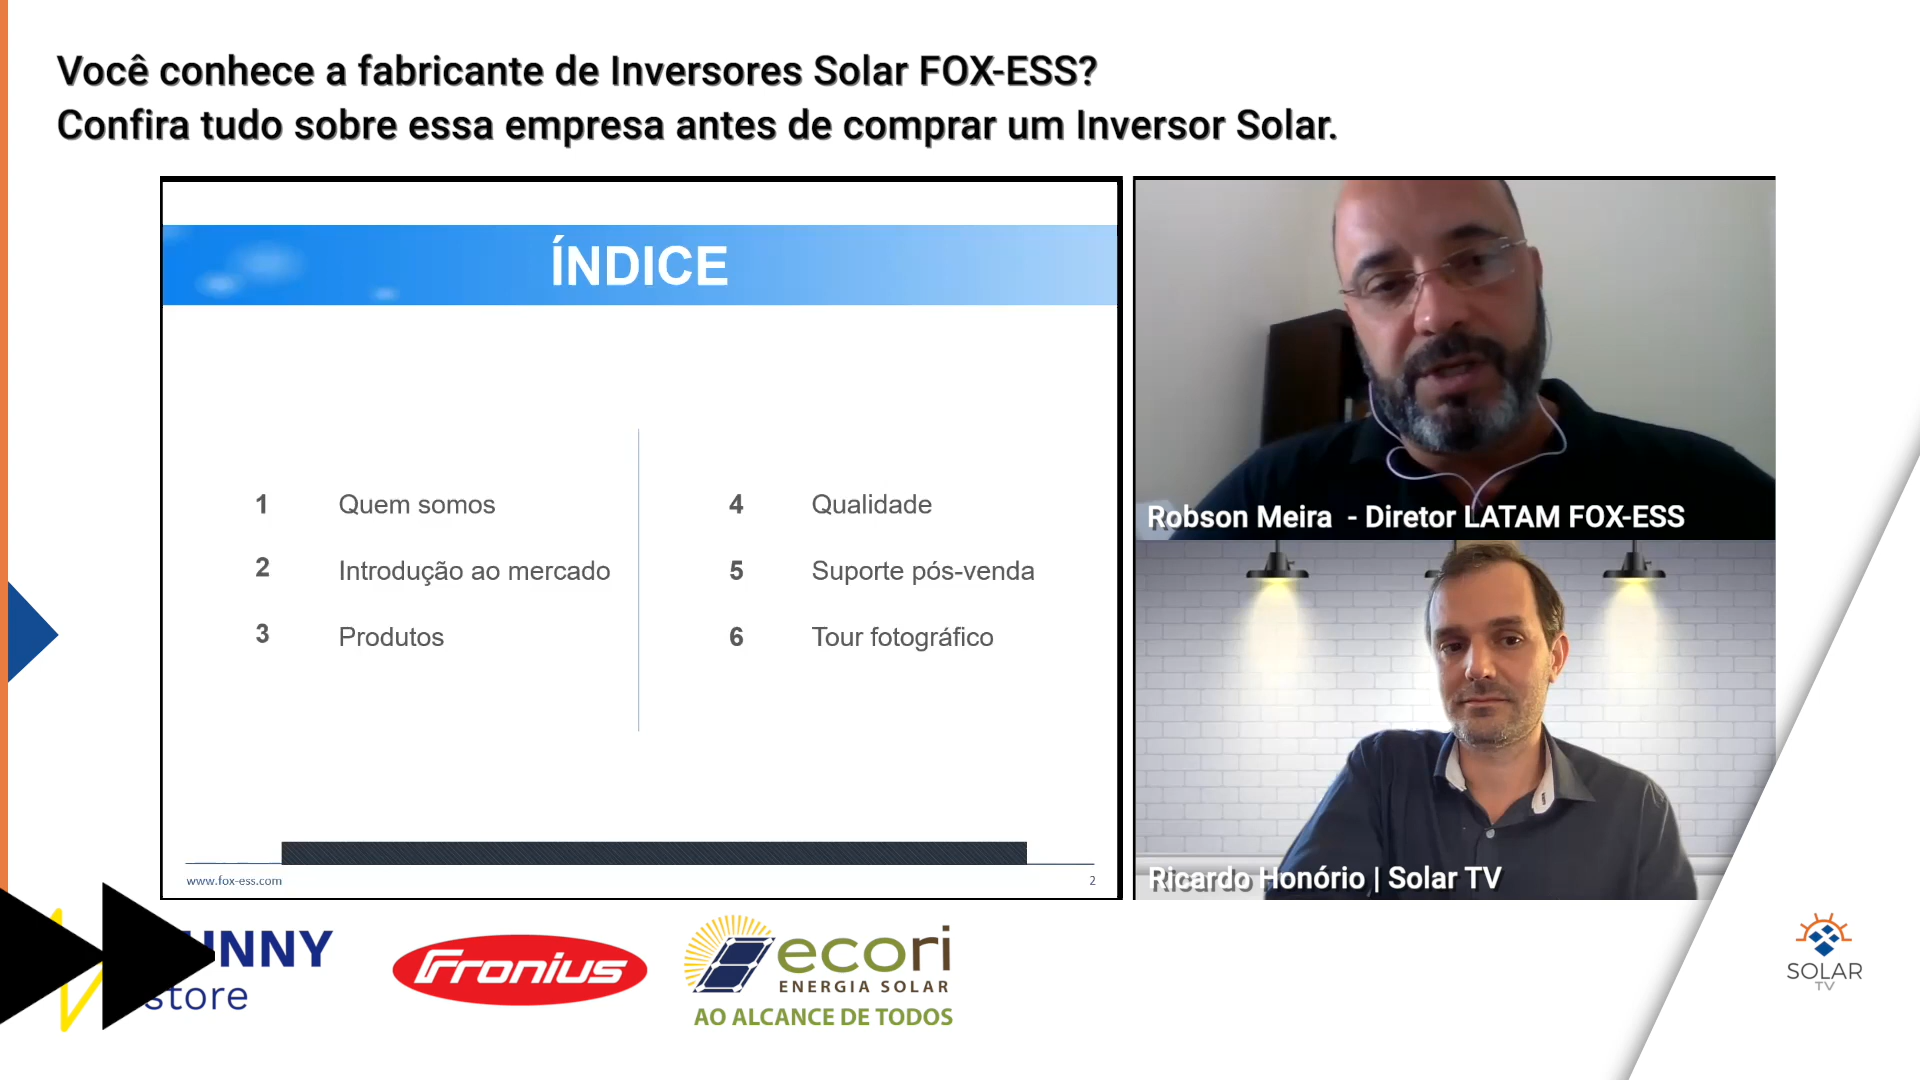 Você conhece a fabricante de Inversores Solar FOX-ESS?
Confira tudo sobre essa empresa antes de comprar um Inversor Solar.
ÍNDICE
1 Quem somos
2 Introdução ao mercado
3 Produtos
4 Qualidade
5 Suporte pós-venda
6 Tour fotográfico
www.fox-ess.com
2
Robson Meira - Diretor LATAM FOX-ESS
Ricardo Honório | Solar TV
UNNY
store
Fronius
ecori
ENERGIA SOLAR
AO ALCANCE DE TODOS
SOLAR
TV